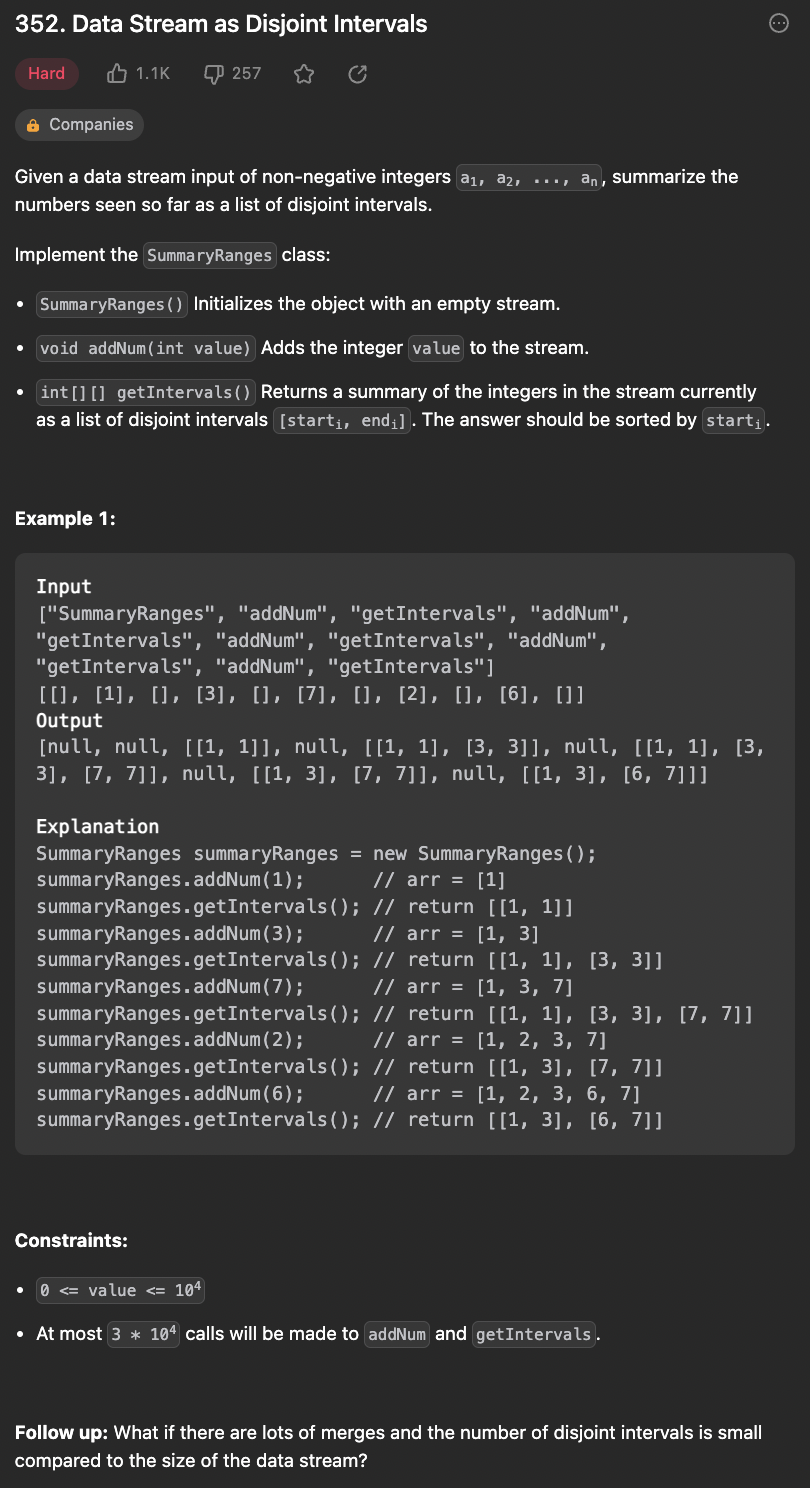 352. Data Stream as Disjoint Intervals
Hard 1.1K 257
Companies
Given a data stream input of non-negative integers a₁, a₂, ..., aₙ, summarize the
numbers seen so far as a list of disjoint intervals.
Implement the SummaryRanges class:
• SummaryRanges() Initializes the object with an empty stream.
• void addNum(int value) Adds the integer value to the stream.
• int[][] getIntervals() Returns a summary of the integers in the stream currently
as a list of disjoint intervals [startᵢ, endᵢ]. The answer should be sorted by startᵢ.
Example 1:
Input
["SummaryRanges", "addNum", "getIntervals", "addNum",
"getIntervals", "addNum", "getIntervals", "addNum",
"getIntervals", "addNum", "getIntervals"]
[[], [1], [], [3], [], [7], [], [2], [], [6], []]
Output
[null, null, [[1, 1]], null, [[1, 1], [3, 3]], null, [[1, 1], [3,
3], [7, 7]], null, [[1, 3], [7, 7]], null, [[1, 3], [6, 7]]]
Explanation
SummaryRanges summaryRanges = new SummaryRanges();
summaryRanges.addNum(1);      // arr = [1]
summaryRanges.getIntervals(); // return [[1, 1]]
summaryRanges.addNum(3);      // arr = [1, 3]
summaryRanges.getIntervals(); // return [[1, 1], [3, 3]]
summaryRanges.addNum(7);      // arr = [1, 3, 7]
summaryRanges.getIntervals(); // return [[1, 1], [3, 3], [7, 7]]
summaryRanges.addNum(2);      // arr = [1, 2, 3, 7]
summaryRanges.getIntervals(); // return [[1, 3], [7, 7]]
summaryRanges.addNum(6);      // arr = [1, 2, 3, 6, 7]
summaryRanges.getIntervals(); // return [[1, 3], [6, 7]]
Constraints:
• 0 <= value <= 10⁴
• At most 3 * 10⁴ calls will be made to addNum and getIntervals.
Follow up: What if there are lots of merges and the number of disjoint intervals is small
compared to the size of the data stream?